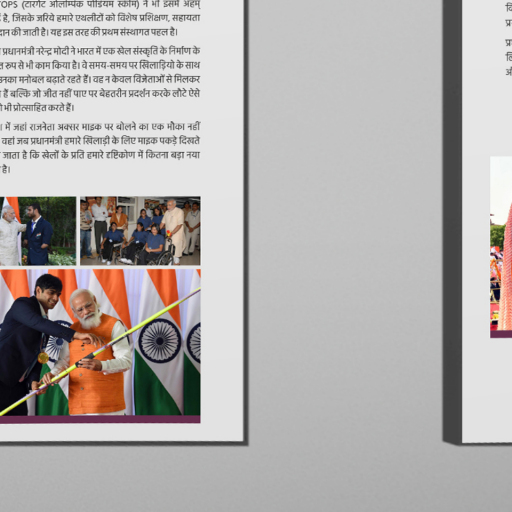 OPS (टारगेट ओलम्पिक पोडियम स्कीम) ने भी इसमें अहम्
है, जिसके जरिये हमारे एथलीटों को विशेष प्रशिक्षण, सहायता
दान की जाती है। यह इस तरह की प्रथम संस्थागत पहल है।
प्रधानमंत्री नरेन्द्र मोदी ने भारत में एक खेल संस्कृति के निर्माण के
रूप से भी काम किया है। वे समय-समय पर खिलाड़ियो के साथ
उनका मनोबल बढ़ाते रहते हैं। वह न केवल विजेताओं से मिलकर
हैं बल्कि जो जीत नहीं पाए पर बेहतरीन प्रदर्शन करके लौटे ऐसे
भी प्रोत्साहित करते हैं।
में जहां राजनेता अक्सर माइक पर बोलने का एक मौका नहीं
वहां जब प्रधानमंत्री हमारे खिलाड़ी के लिए माइक पकड़े दिखते
जाता है कि खेलों के प्रति हमारे दृष्टिकोण में कितना बड़ा नया
है।